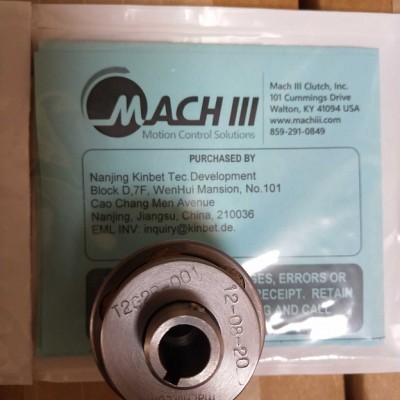 MACH III
Motion Control Solutions
Mach III Clutch, Inc.
101 Cummings Drive
Walton, KY 41094 USA
www.machiii.com
859-291-0849
PURCHASED BY
Nanjing Kinbet Tec.Development
Block D,7F, WenHui Mansion, No.101
Cao Chang Men Avenue
Nanjing, Jiangsu, China, 210036
EML INV: inquiry@kinbet.de.
ERRORS OR
RECEIPT. RETAIN
AND CALL
12-08-20